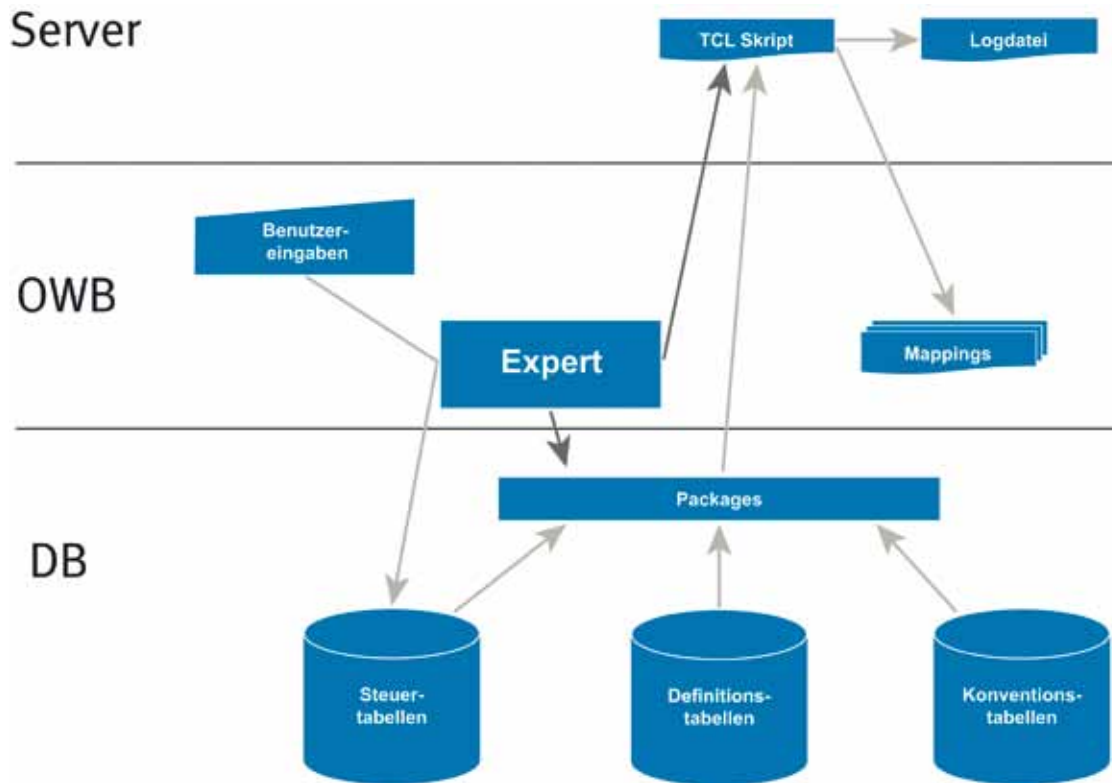 Server
TCL Skript
Logdatei
OWB
Benutzer-
eingaben
Expert
Mappings
DB
Packages
Steuer-
tabellen
Definitions-
tabellen
Konventions-
tabellen